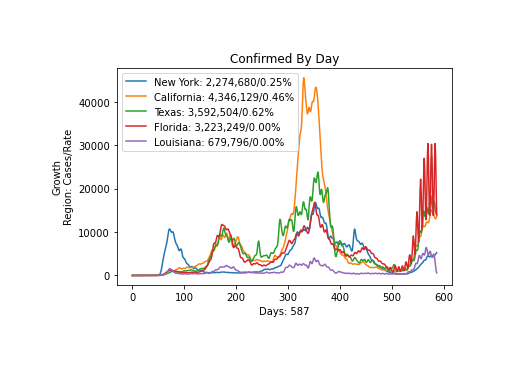 Confirmed By Day
New York: 2,274,680/0.25%
California: 4,346,129/0.46%
Texas: 3,592,504/0.62%
Florida: 3,223,249/0.00%
Louisiana: 679,796/0.00%
Growth
Region: Cases/Rate
40000
30000
20000
10000
0
0
100
200
300
400
500
600
Days: 587